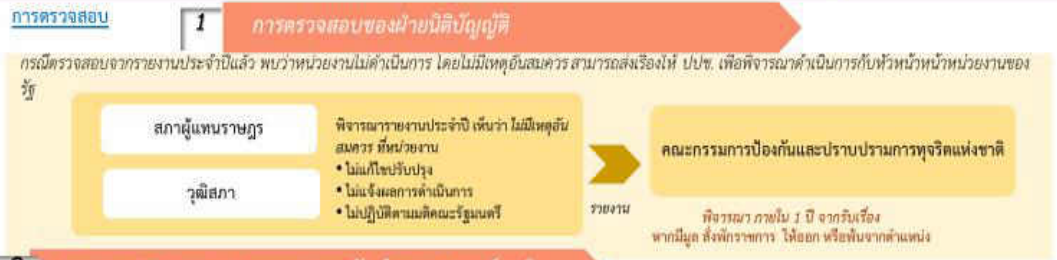 การตรวจสอบ
1 การตรวจสอบของฝ่ายนิติบัญญัติ
กรณีตรวจสอบจากรายงานประจำปีแล้ว พบว่าหน่วยงานไม่ดำเนินการ โดยไม่มีเหตุอันสมควร สามารถส่งเรื่องให้ ปปช. เพื่อพิจารณาดำเนินการกับหัวหน้าหน้าหน่วยงานของ
รัฐ
สภาผู้แทนราษฎร
วุฒิสภา
พิจารณารายงานประจำปี เห็นว่า ไม่มีเหตุอัน
สมควร ที่หน่วยงาน
• ไม่แก้ไขปรับปรุง
• ไม่แจ้งผลการดำเนินการ
• ไม่ปฏิบัติตามมติคณะรัฐมนตรี
รายงาน
คณะกรรมการป้องกันและปราบปรามการทุจริตแห่งชาติ
พิจารณา ภายใน 1 ปี จากรับเรื่อง
หากมีมูล สั่งพักราชการ ให้ออก หรือพ้นจากตำแหน่ง